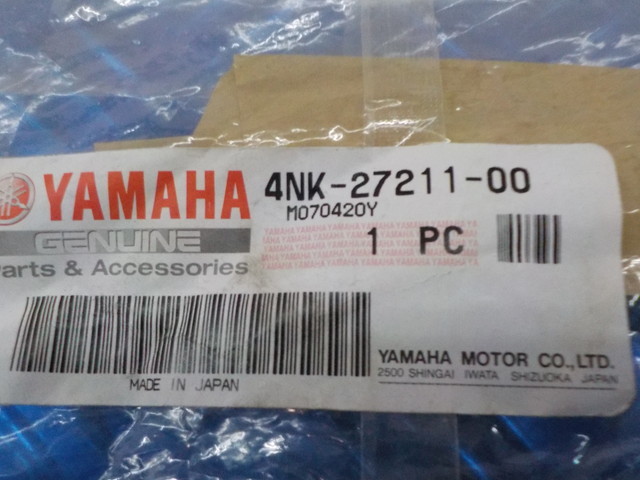 YAMAHA 4NK-27211-00
M070420Y
GENUINE
1 PC
Parts & Accessories
YAMAHA MOTOR CO.,LTD.
2500 SHINGAI IWATA SHIZUOKA JAPAN
MADE IN JAPAN